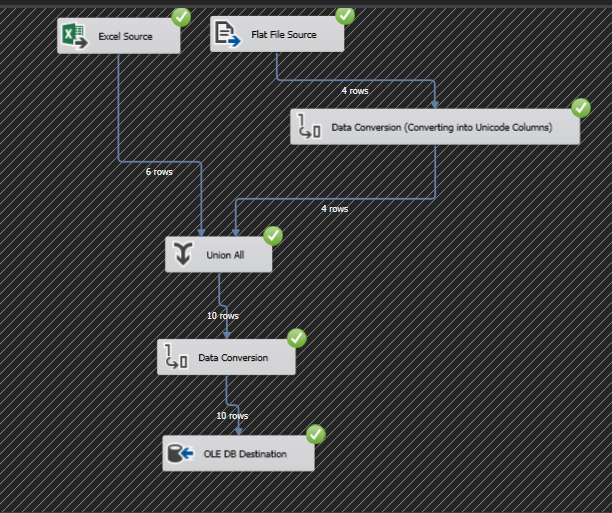 Excel Source
Flat File Source
4 rows
Data Conversion (Converting into Unicode Columns)
6 rows
4 rows
Union All
10 rows
Data Conversion
10 rows
OLE DB Destination